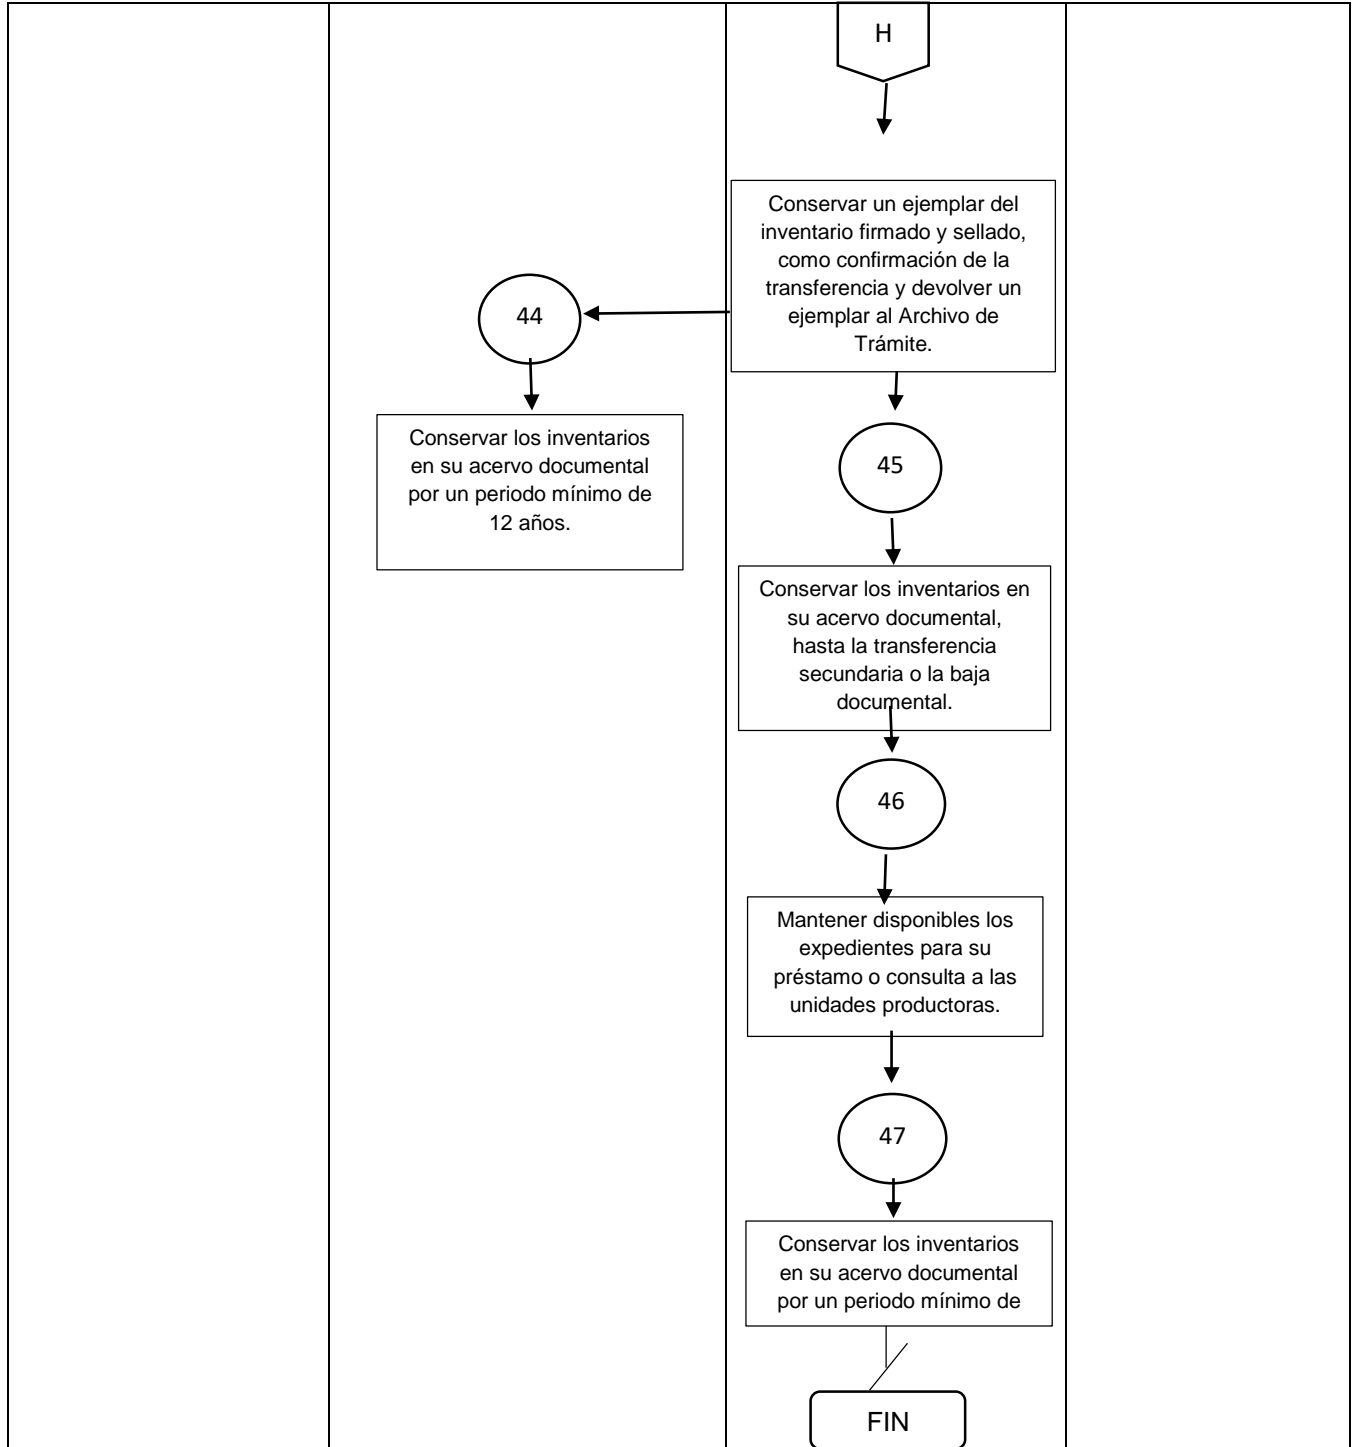 H
Conservar un ejemplar del
inventario firmado y sellado,
como confirmación de la
transferencia y devolver un
ejemplar al Archivo de
Trámite.
44
Conservar los inventarios
en su acervo documental
por un periodo mínimo de
12 años.
45
Conservar los inventarios en
su acervo documental,
hasta la transferencia
secundaria o la baja
documental.
46
Mantener disponibles los
expedientes para su
préstamo o consulta a las
unidades productoras.
47
Conservar los inventarios
en su acervo documental
por un periodo mínimo de
FIN